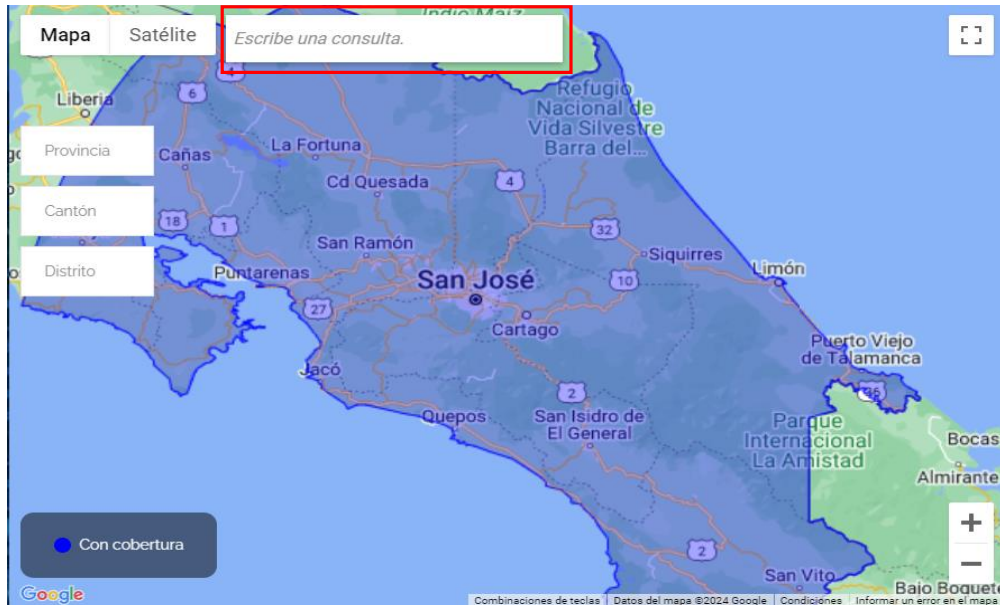 Indio Maíz
Mapa
Satélite
Escribe una consulta.
4
6
Liberia
Refugio
Nacional de
Vida Silvestre
Barra del...
Provincia
Cañas
La Fortuna
Cd Quesada
4
Cantón
18
1
32
San Ramón
Siquirres
Distrito
Puntarenas
San José
10
Limón
27
Cartago
Puerto Viejo
de Talamanca
Jacó
2
36
Quepos
San Isidro de
El General
Parque
Internacional
La Amistad
Bocas
Almirante
Con cobertura
2
San Vito
Bajo Boquete
Google
Combinaciones de teclas
Datos del mapa ©2024 Google
Condiciones
Informar un error en el mapa